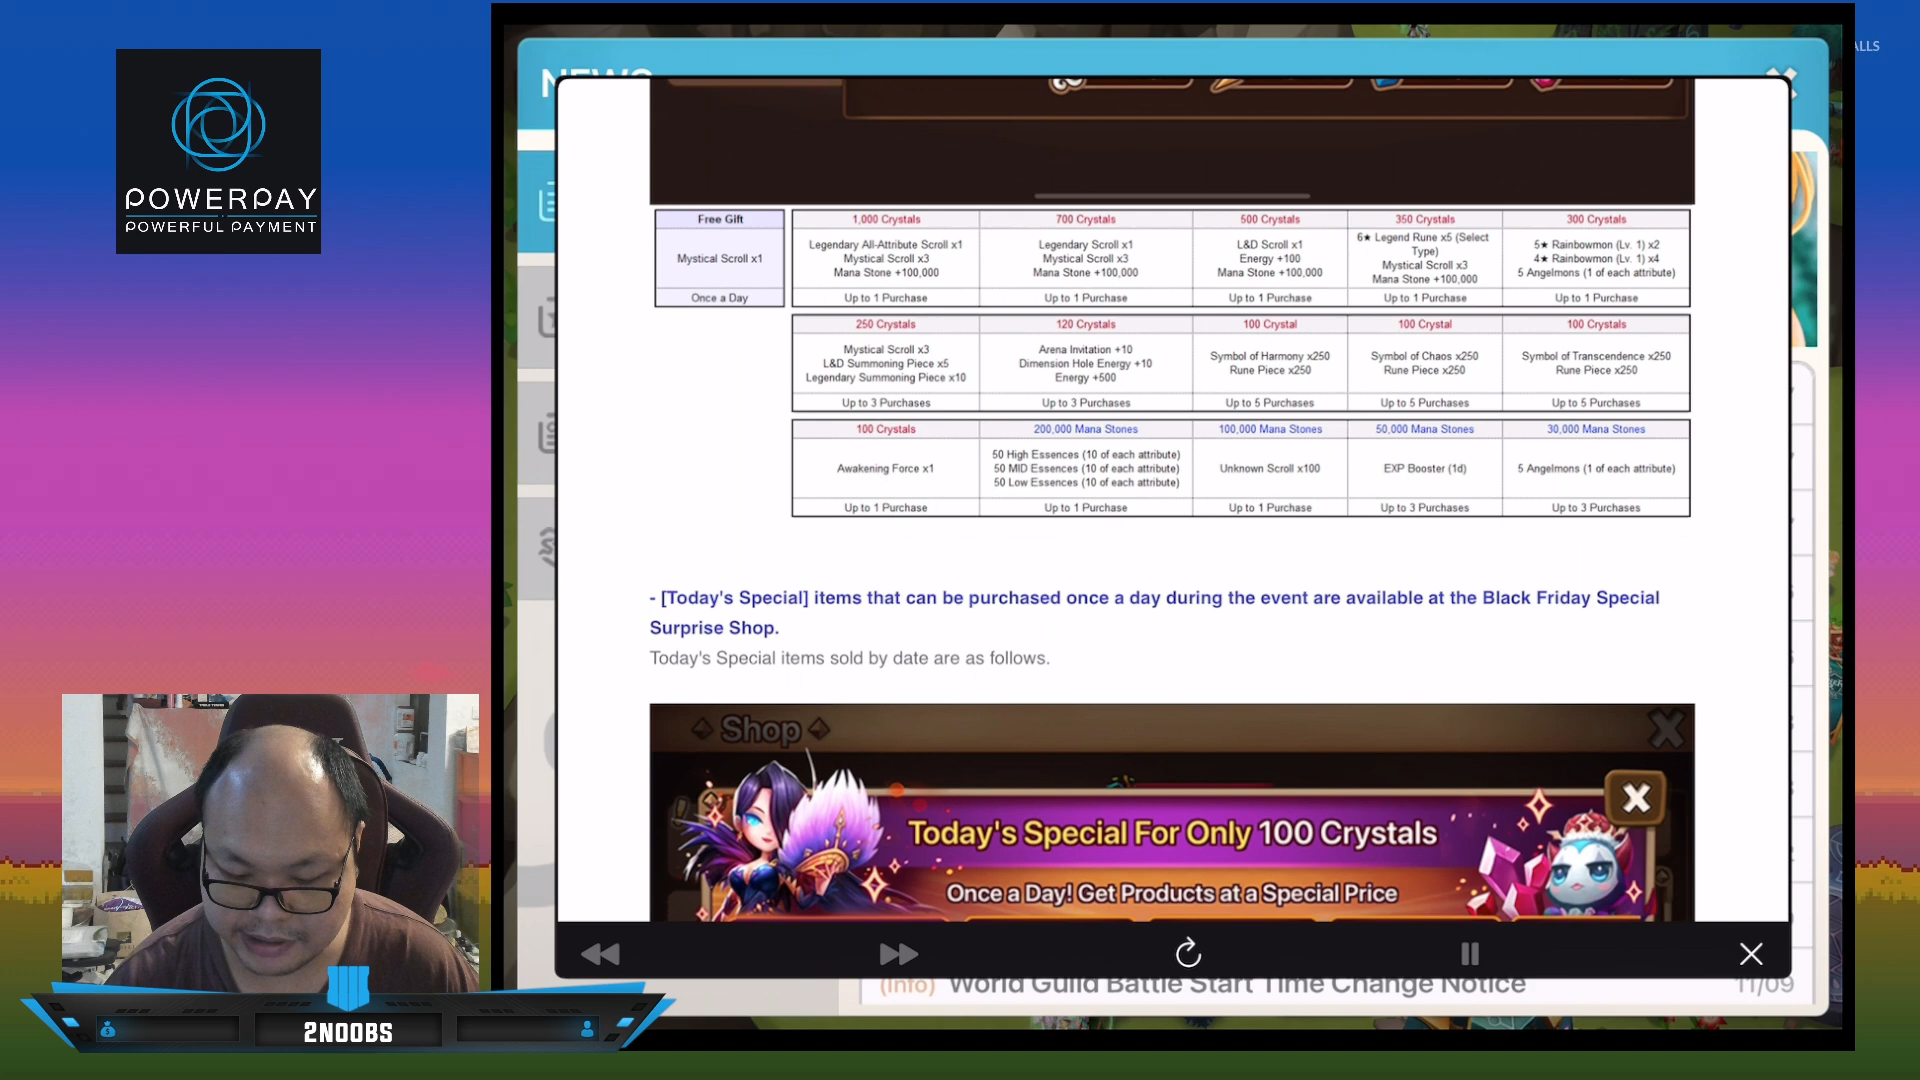 POWERPAY
POWERFUL PAYMENT
ALLS
NEWS
Free Gift
Mystical Scroll x1
Once a Day
1,000 Crystals
Legendary All-Attribute Scroll x1
Mystical Scroll x3
Mana Stone +100,000
Up to 1 Purchase
700 Crystals
Legendary Scroll x1
Mystical Scroll x3
Mana Stone +100,000
Up to 1 Purchase
500 Crystals
L&D Scroll x1
Energy +100
Mana Stone +100,000
Up to 1 Purchase
350 Crystals
6★ Legend Rune x5 (Select
Type)
Mystical Scroll x3
Mana Stone +100,000
Up to 1 Purchase
300 Crystals
5★ Rainbowmon (Lv. 1) x2
4★ Rainbowmon (Lv. 1) x4
5 Angelmons (1 of each attribute)
Up to 1 Purchase
250 Crystals
Mystical Scroll x3
L&D Summoning Piece x5
Legendary Summoning Piece x10
Up to 3 Purchases
120 Crystals
Arena Invitation +10
Dimension Hole Energy +10
Energy +500
Up to 3 Purchases
100 Crystal
Symbol of Harmony x250
Rune Piece x250
Up to 5 Purchases
100 Crystal
Symbol of Chaos x250
Rune Piece x250
Up to 5 Purchases
100 Crystals
Symbol of Transcendence x250
Rune Piece x250
Up to 5 Purchases
100 Crystals
Awakening Force x1
Up to 1 Purchase
200,000 Mana Stones
50 High Essences (10 of each attribute)
50 MID Essences (10 of each attribute)
50 Low Essences (10 of each attribute)
Up to 1 Purchase
100,000 Mana Stones
Unknown Scroll x100
Up to 1 Purchase
50,000 Mana Stones
EXP Booster (1d)
Up to 3 Purchases
30,000 Mana Stones
5 Angelmons (1 of each attribute)
Up to 3 Purchases
- [Today's Special] items that can be purchased once a day during the event are available at the Black Friday Special
Surprise Shop.
Today's Special items sold by date are as follows.
Shop
Today's Special For Only 100 Crystals
Once a Day! Get Products at a Special Price
(Info) World Guild Battle Start Time Change Notice 11/09
2NOOBS